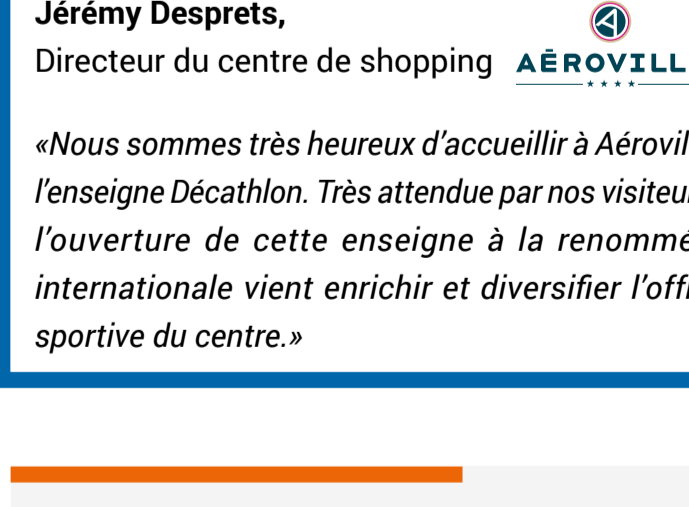 Jérémy Desprets,
Directeur du centre de shopping AÉROVILL
«Nous sommes très heureux d’accueillir à Aérovil
l’enseigne Décathlon. Très attendue par nos visiteu
l’ouverture de cette enseigne à la renommé
internationale vient enrichir et diversifier l’off
sportive du centre.»